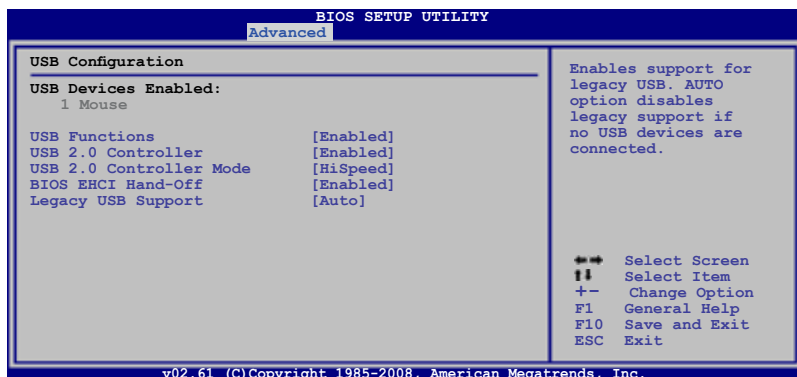 BIOS SETUP UTILITY
Advanced
USB Configuration
USB Devices Enabled:
1 Mouse
USB Functions [Enabled]
USB 2.0 Controller [Enabled]
USB 2.0 Controller Mode [HiSpeed]
BIOS EHCI Hand-Off [Enabled]
Legacy USB Support [Auto]
Enables support for
legacy USB. AUTO
option disables
legacy support if
no USB devices are
connected.
←→ Select Screen
↑↓ Select Item
+- Change Option
F1 General Help
F10 Save and Exit
ESC Exit
v02.61 (C)Copyright 1985-2008, American Megatrends, Inc.